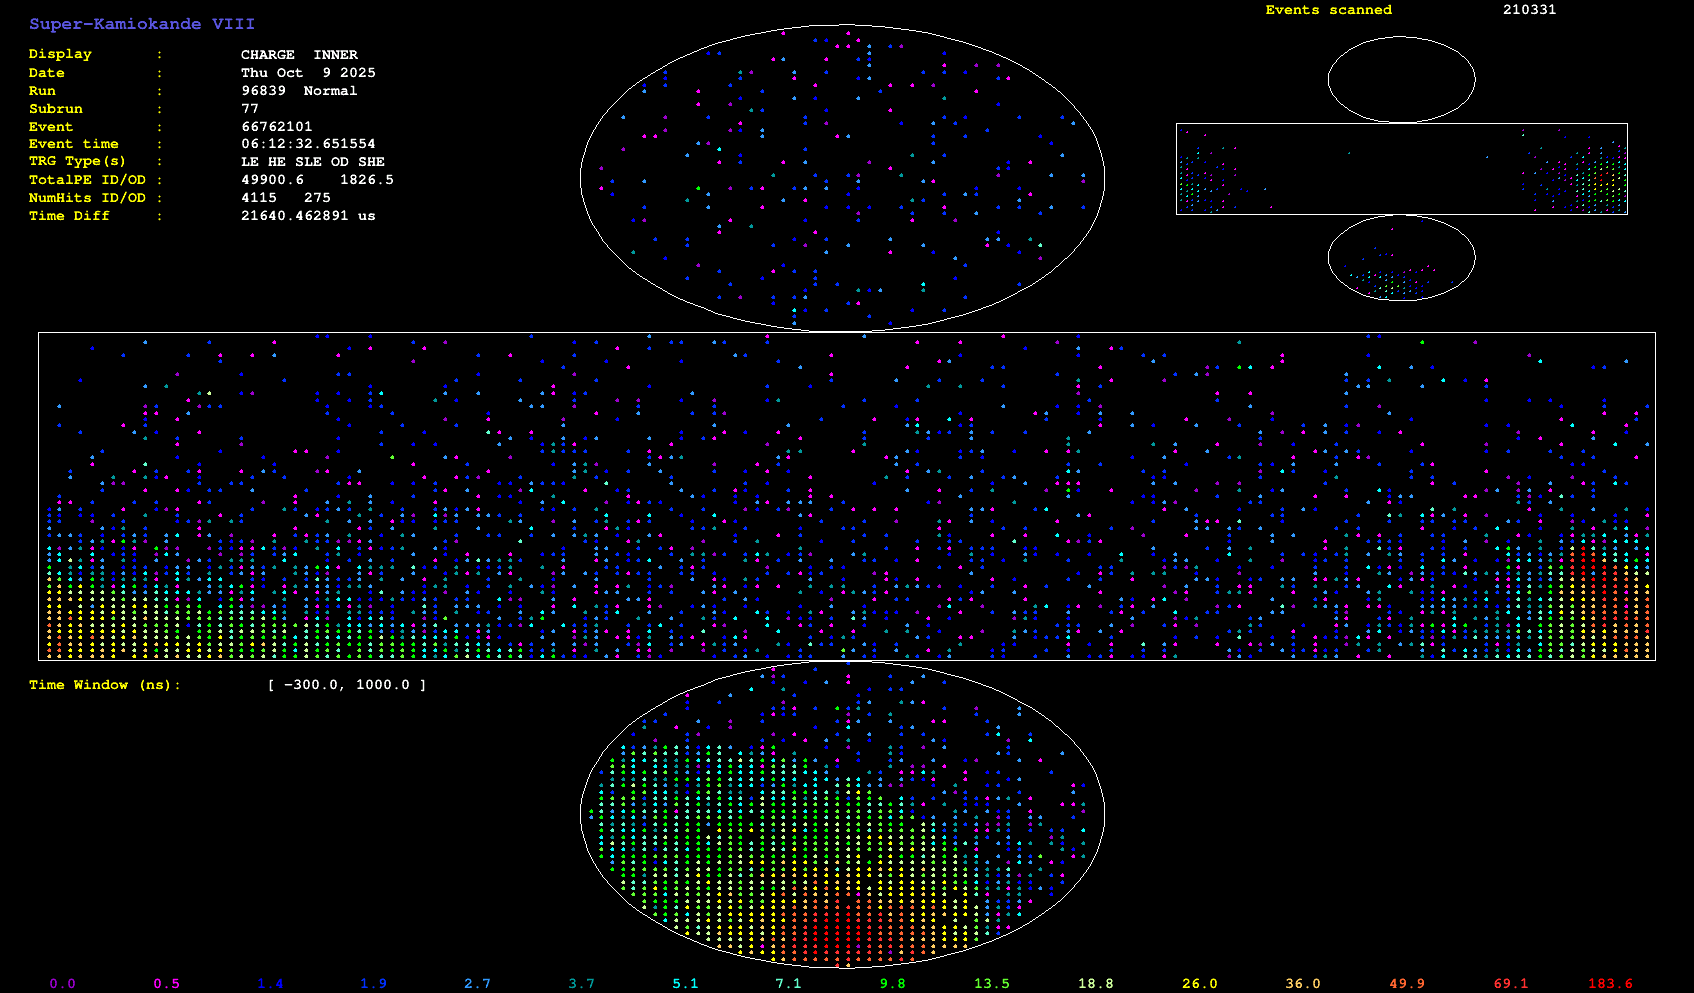 Super-Kamiokande VIII
Display : CHARGE INNER
Date : Thu Oct 9 2025
Run : 96839 Normal
Subrun : 77
Event : 66762101
Event time : 06:12:32.651554
TRG Type(s) : LE HE SLE OD SHE
TotalPE ID/OD : 49900.6 1826.5
NumHits ID/OD : 4115 275
Time Diff : 21640.462891 us
Events scanned 210331
Time Window (ns): [ -300.0, 1000.0 ]
0.0 0.5 1.4 1.9 2.7 3.7 5.1 7.1 9.8 13.5 18.8 26.0 36.0 49.9 69.1 183.6